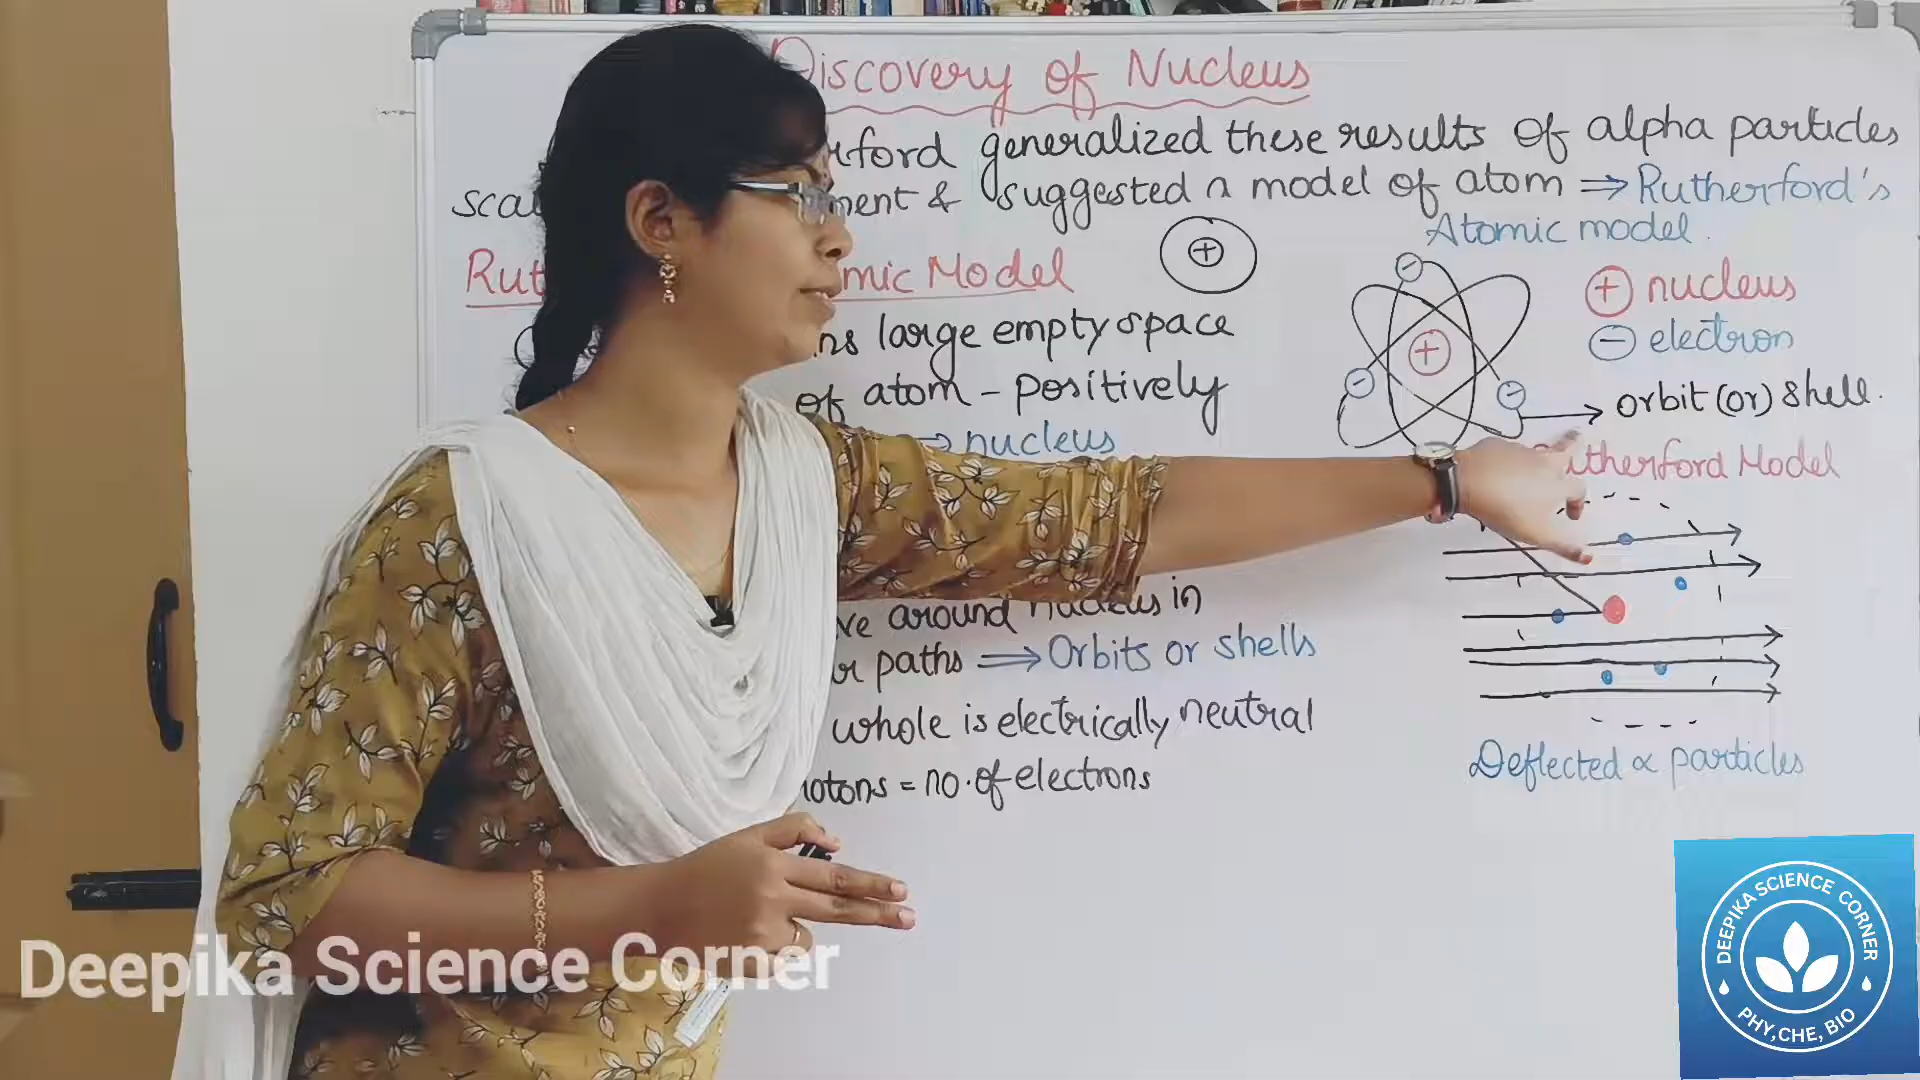 Discovery of Nucleus
generalized these results of alpha particles
& suggested a model of atom ⇒ Rutherford's
Atomic model.
Model
+
large empty space
of atom - positively
→ nucleus
around nucleus in
paths ⇒ Orbits or shells
whole is electrically neutral
= no. of electrons
+ nucleus
- electron
orbit (or) shell.
Rutherford Model
Deflected α particles
Deepika Science Corner
DEEPIKA SCIENCE CORNER
PHY,CHE, BIO